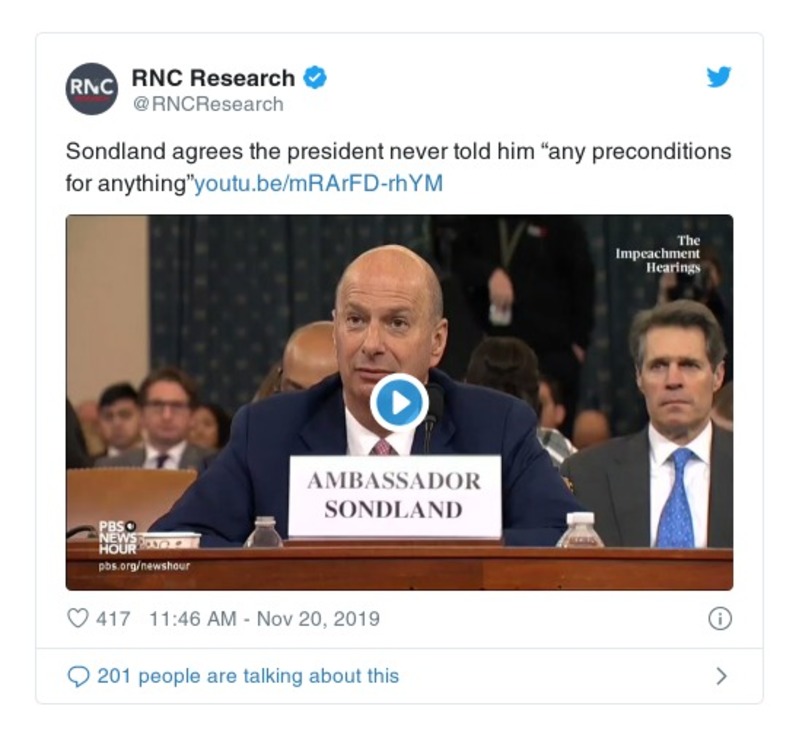 RNC
RNC Research
@RNCResearch
Sondland agrees the president never told him “any preconditions
for anything”youtu.be/mRArFD-rhYM
The
Impeachment
Hearings
AMBASSADOR
SONDLAND
PBS
NEWS
HOUR
pbs.org/newshour
417 11:46 AM - Nov 20, 2019
201 people are talking about this